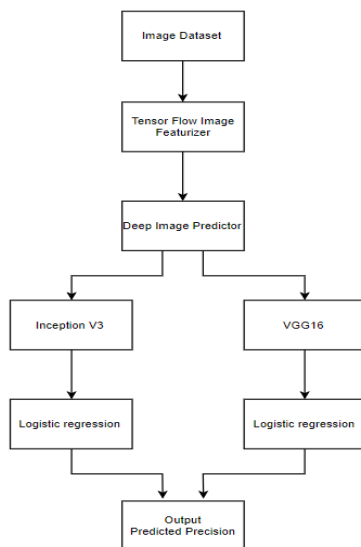 Image Dataset
Tensor Flow Image
Featurizer
Deep Image Predictor
Inception V3
VGG16
Logistic regression
Logistic regression
Output
Predicted Precision